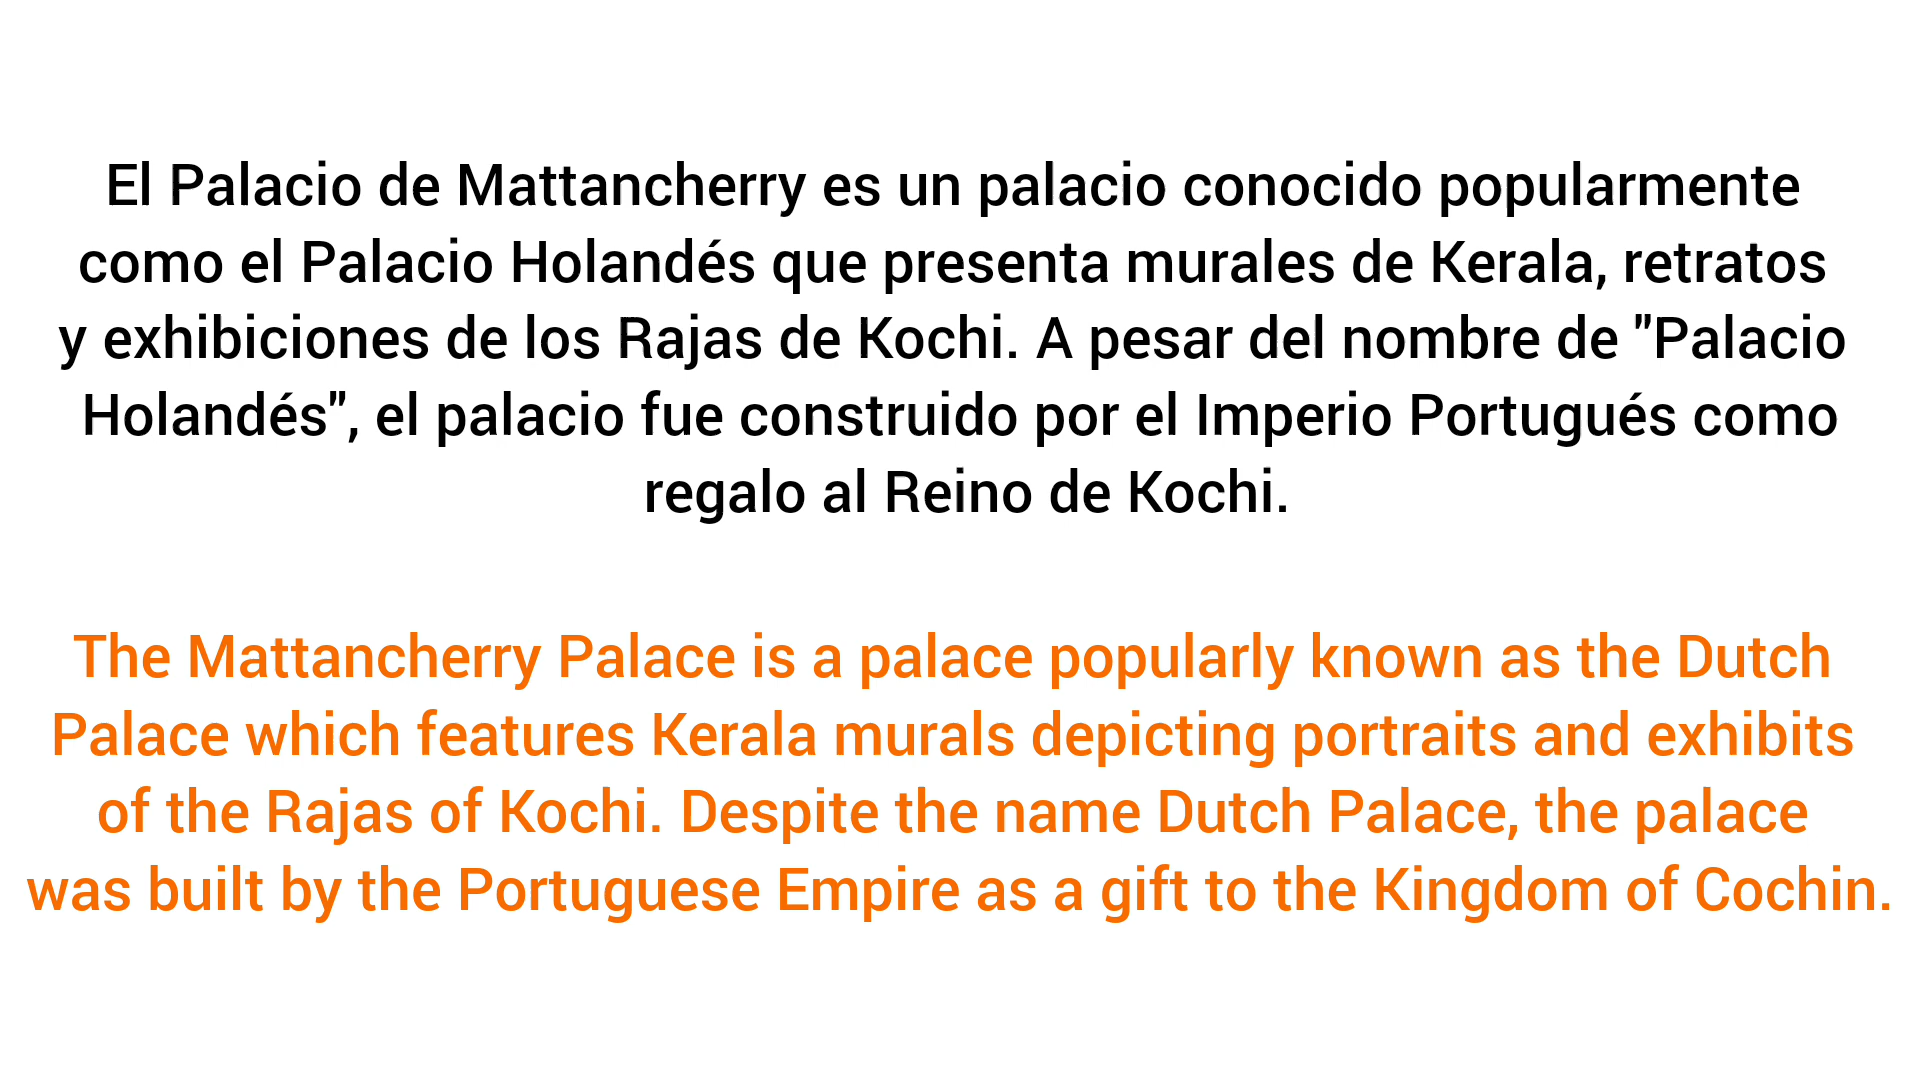 El Palacio de Mattancherry es un palacio conocido popularmente
como el Palacio Holandés que presenta murales de Kerala, retratos
y exhibiciones de los Rajas de Kochi. A pesar del nombre de "Palacio
Holandés", el palacio fue construido por el Imperio Portugués como
regalo al Reino de Kochi.
The Mattancherry Palace is a palace popularly known as the Dutch
Palace which features Kerala murals depicting portraits and exhibits
of the Rajas of Kochi. Despite the name Dutch Palace, the palace
was built by the Portuguese Empire as a gift to the Kingdom of Cochin.